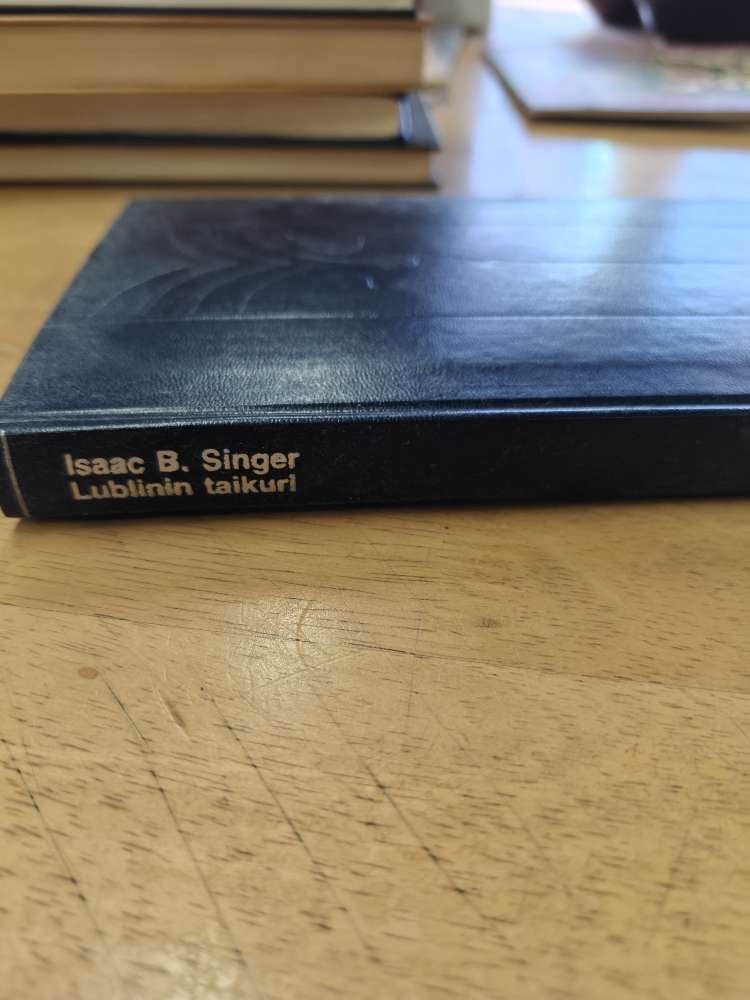 Isaac B. Singer
Lublinin taikuri